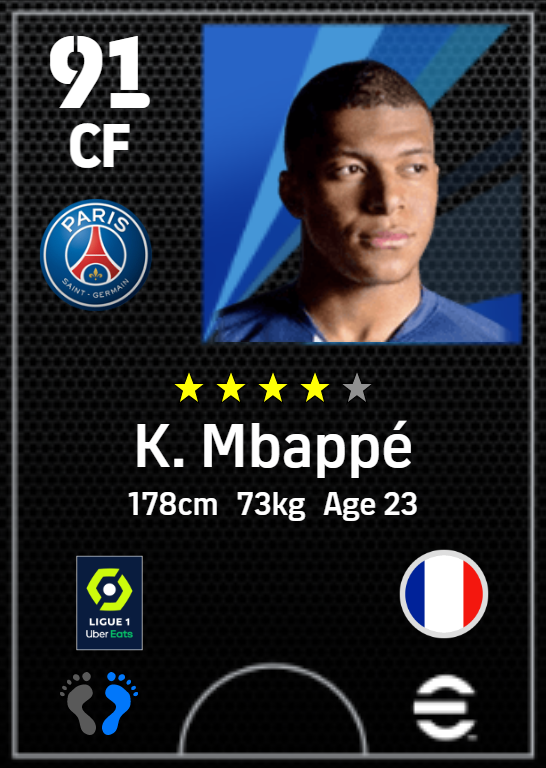 91
CF
PARIS
SAINT - GERMAIN
K. Mbappé
178cm 73kg Age 23
LIGUE 1
Uber Eats